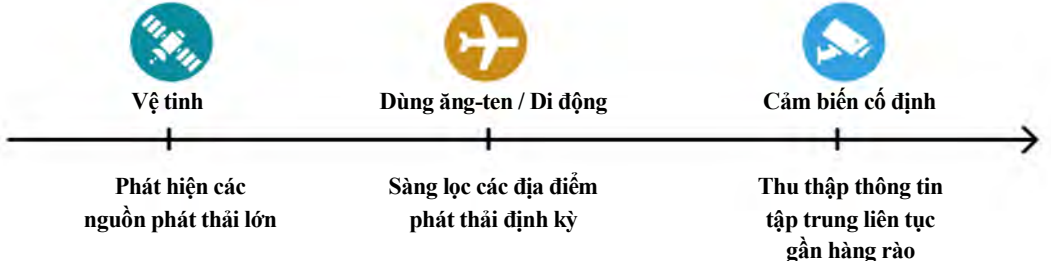 Vệ tinh
Dùng ăng-ten / Di động
Cảm biến cố định
Phát hiện các
nguồn phát thải lớn
Sàng lọc các địa điểm
phát thải định kỳ
Thu thập thông tin
tập trung liên tục
gần hàng rào